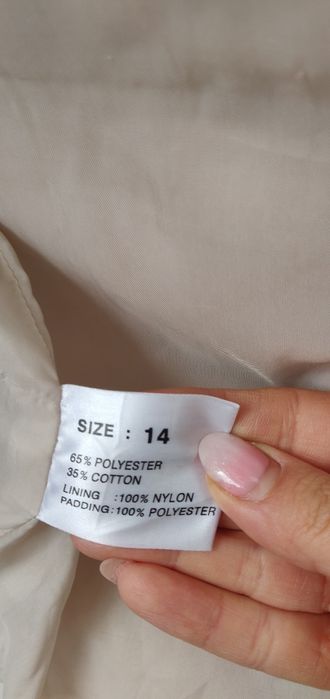 SIZE : 14
65% POLYESTER
35% COTTON
LINING :100% NYLON
PADDING:100% POLYESTER